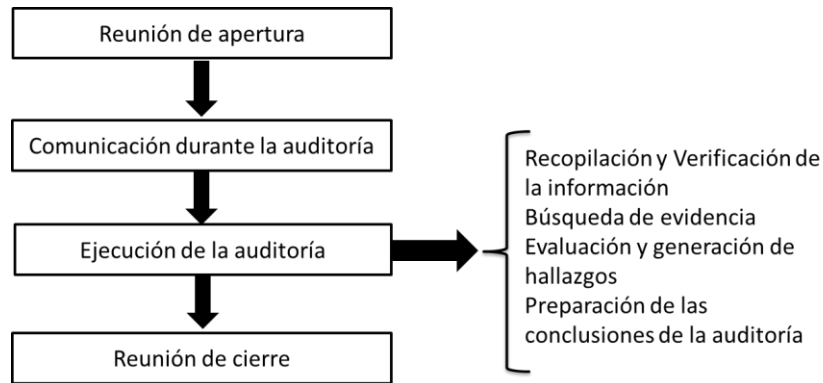 Reunión de apertura
Comunicación durante la auditoría
Ejecución de la auditoría
Reunión de cierre
Recopilación y Verificación de
la información
Búsqueda de evidencia
Evaluación y generación de
hallazgos
Preparación de las
conclusiones de la auditoría